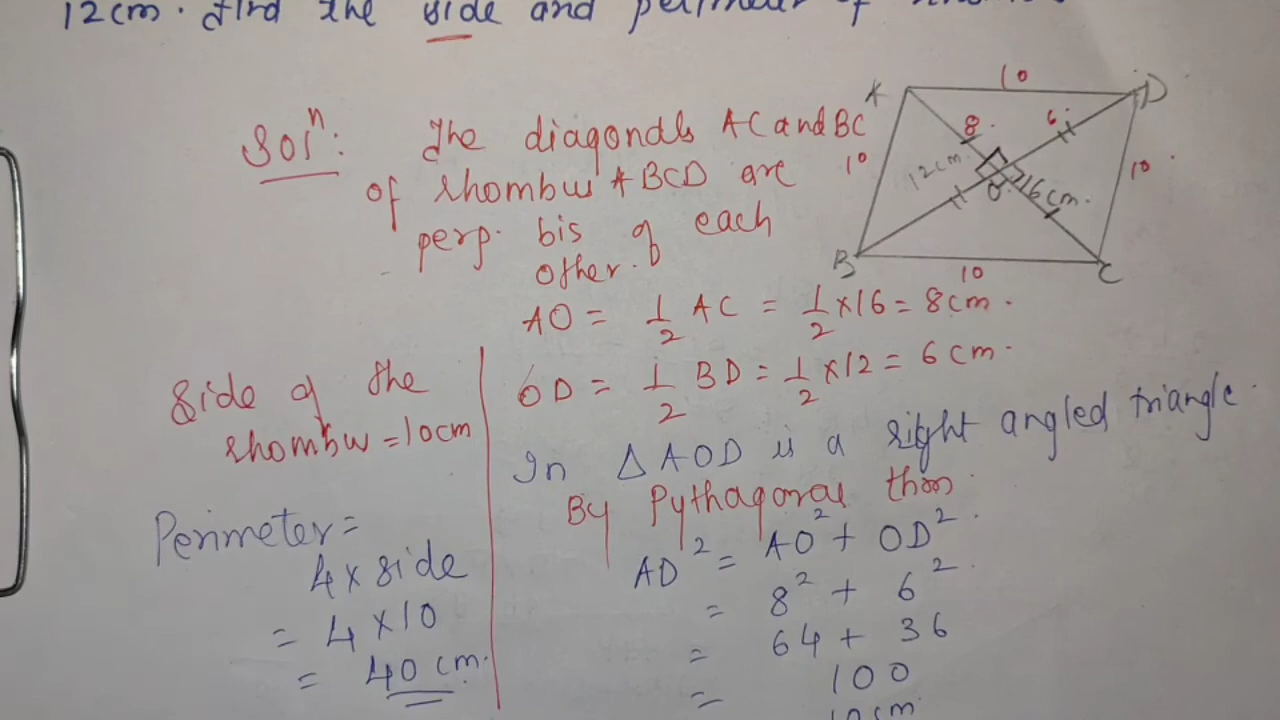 12cm. Find the side and perimeter of
Solⁿ: The diagonals AC and BC
of rhombus ABCD are
perp. bis of each
other.
A 10 D
8. 6.
10 12cm. 10
O 16cm.
B 10 C
AO = 1/2 AC = 1/2 × 16 = 8cm.
OD = 1/2 BD = 1/2 × 12 = 6cm.
In △AOD is a right angled triangle.
By Pythagoras thm.
AD² = AO² + OD².
= 8² + 6².
= 64 + 36
= 100
10cm
Side of the
rhombus = 10cm
Perimeter =
4 × side
= 4 × 10
= 40 cm.